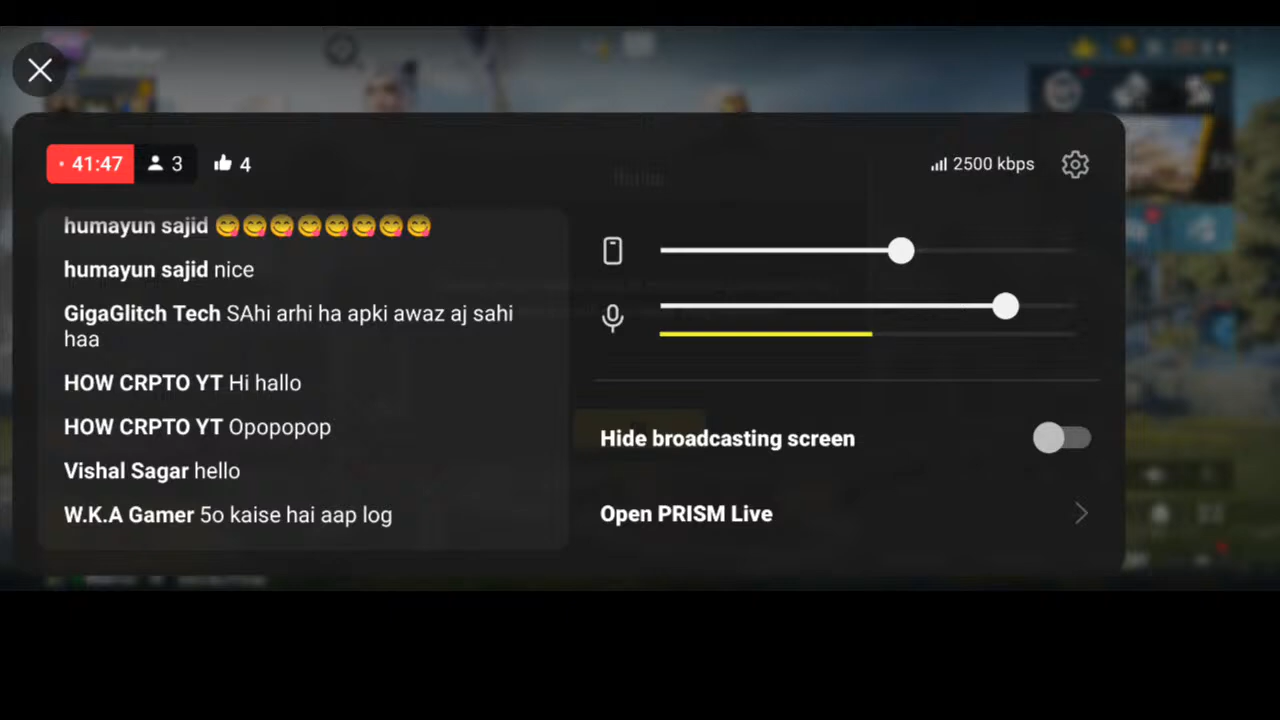 41:47 3 4 2500 kbps
humayun sajid 😋😋😋😋😋😋😋😋
humayun sajid nice
GigaGlitch Tech SAhi arhi ha apki awaz aj sahi
haa
HOW CRPTO YT Hi hallo
HOW CRPTO YT Opopopop
Vishal Sagar hello
W.K.A Gamer 5o kaise hai aap log
Hide broadcasting screen
Open PRISM Live